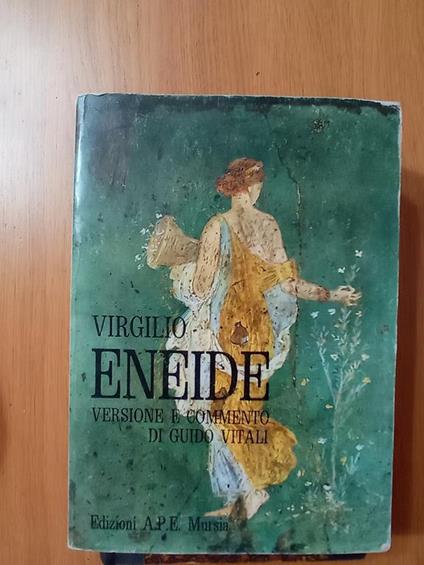 VIRGILIO
ENEIDE
VERSIONE E COMMENTO
DI GUIDO VITALI
Edizioni A.P.E. Mursia